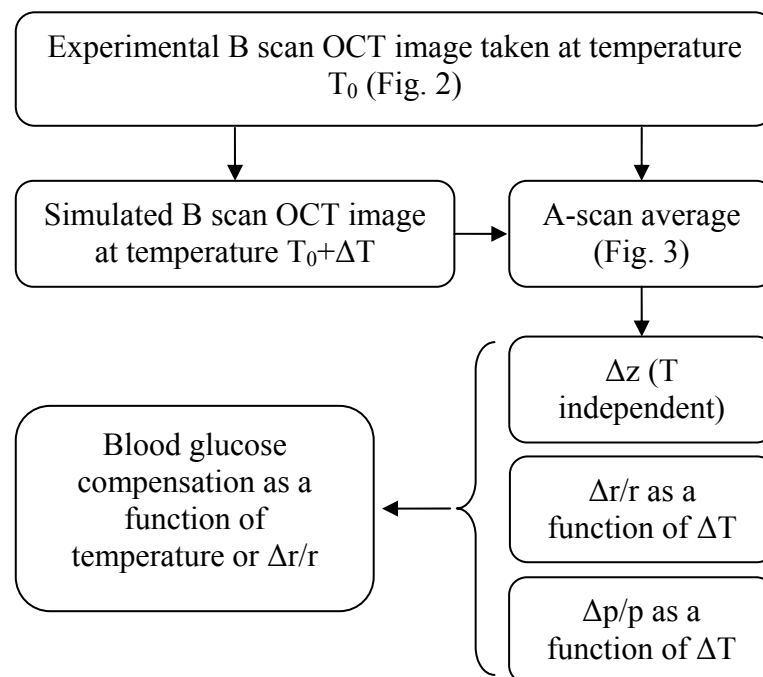 Experimental B scan OCT image taken at temperature
T₀ (Fig. 2)
Simulated B scan OCT image
at temperature T₀+ΔT
A-scan average
(Fig. 3)
Δz (T
independent)
Blood glucose
compensation as a
function of
temperature or Δr/r
Δr/r as a
function of ΔT
Δp/p as a
function of ΔT